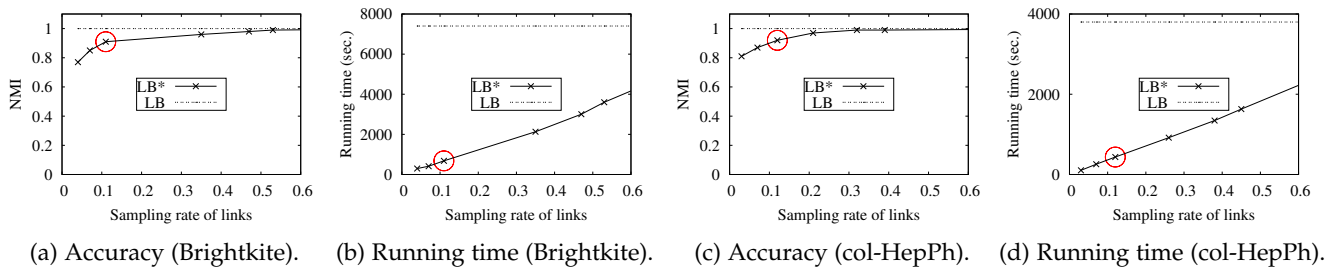 NMI
1
0.8
0.6
0.4
0.2
0
LB*
LB
0 0.1 0.2 0.3 0.4 0.5 0.6
Sampling rate of links
(a) Accuracy (Brightkite).
Running time (sec.)
8000
6000
4000
2000
0
LB*
LB
0 0.1 0.2 0.3 0.4 0.5 0.6
Sampling rate of links
(b) Running time (Brightkite).
NMI
1
0.8
0.6
0.4
0.2
0
LB*
LB
0 0.1 0.2 0.3 0.4 0.5 0.6
Sampling rate of links
(c) Accuracy (col-HepPh).
Running time (sec.)
4000
2000
0
LB*
LB
0 0.1 0.2 0.3 0.4 0.5 0.6
Sampling rate of links
(d) Running time (col-HepPh).